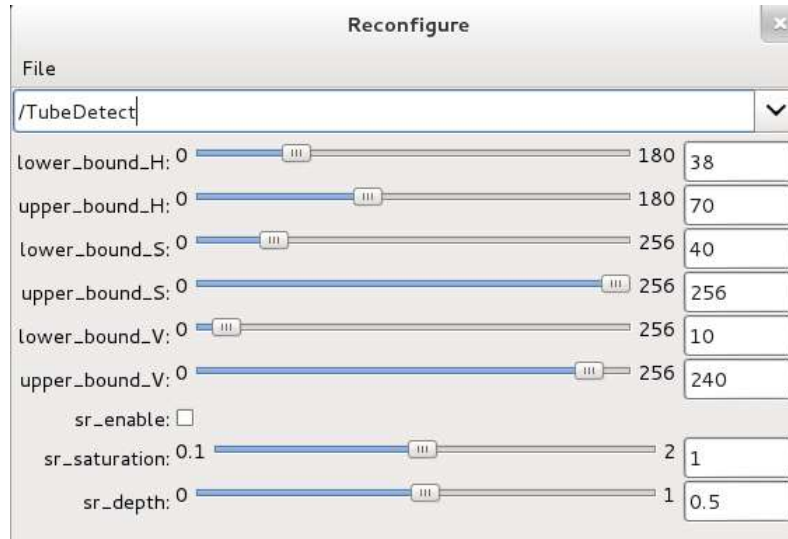 Reconfigure
File
/TubeDetect
lower_bound_H: 0 180 38
upper_bound_H: 0 180 70
lower_bound_S: 0 256 40
upper_bound_S: 0 256 256
lower_bound_V: 0 256 10
upper_bound_V: 0 256 240
sr_enable:
sr_saturation: 0.1 2 1
sr_depth: 0 1 0.5